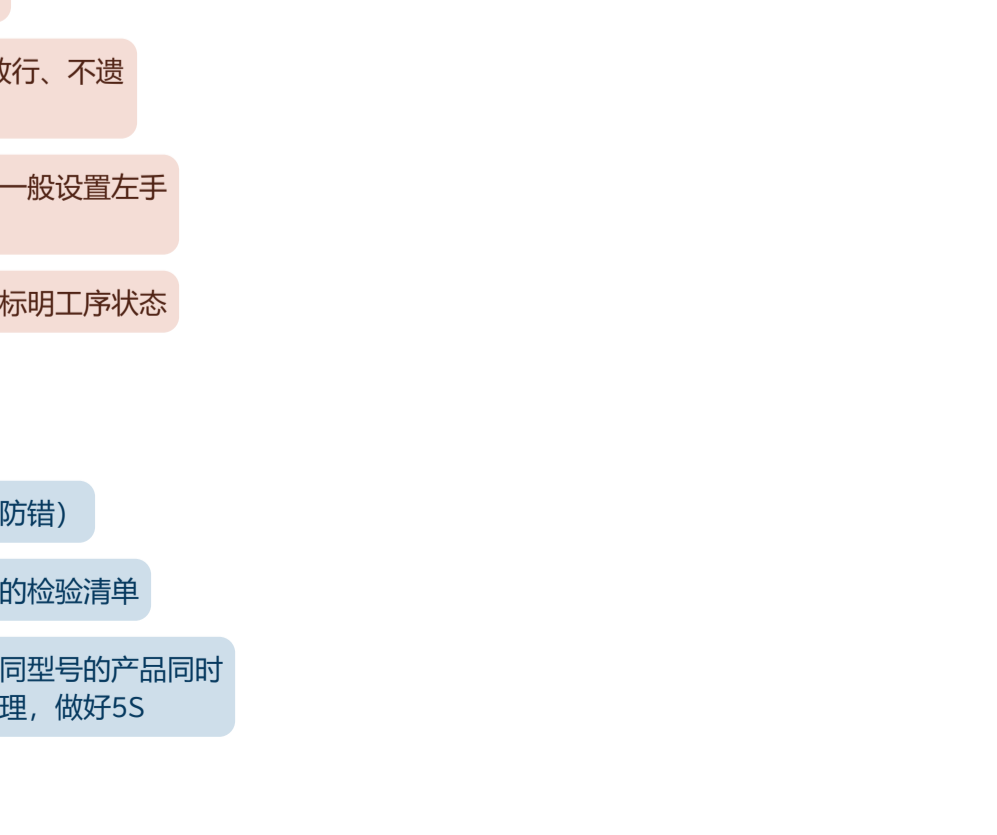 行、不遗
一般设置左手
标明工序状态
防错）
的检验清单
同型号的产品同时
理，做好5S